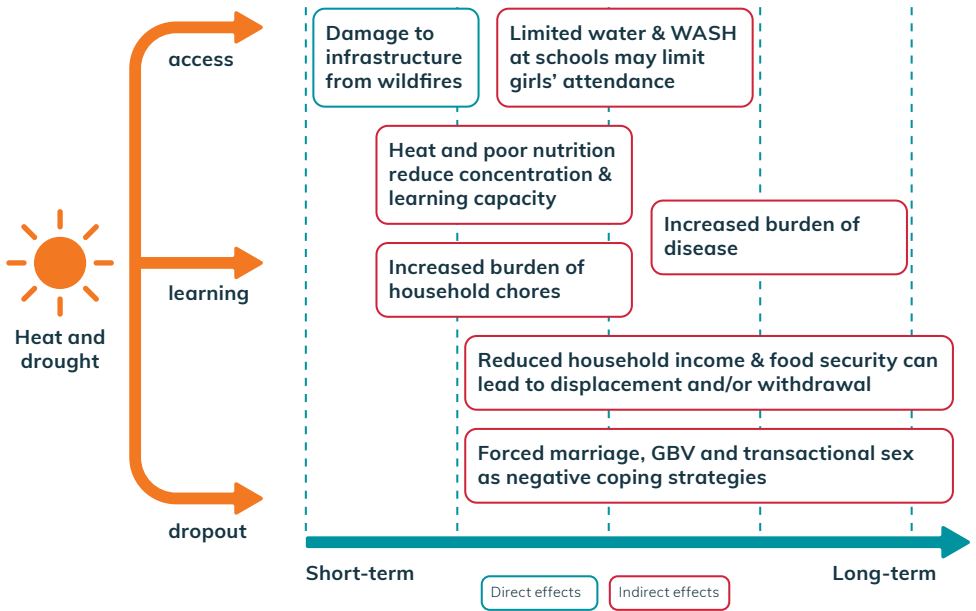 access
Damage to
infrastructure
from wildfires
Limited water & WASH
at schools may limit
girls’ attendance
Heat and poor nutrition
reduce concentration &
learning capacity
Increased burden of
disease
Increased burden of
household chores
learning
Heat and
drought
Reduced household income & food security can
lead to displacement and/or withdrawal
Forced marriage, GBV and transactional sex
as negative coping strategies
dropout
Short-term
Long-term
Direct effects
Indirect effects